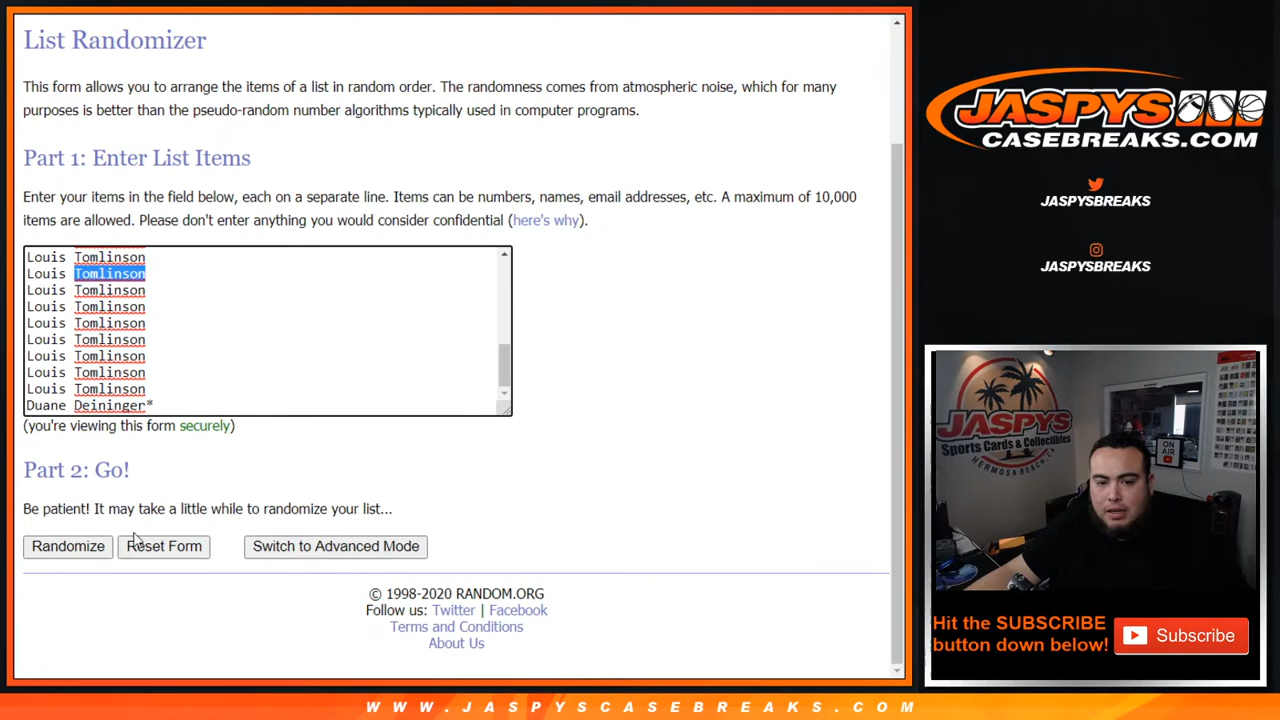 List Randomizer
This form allows you to arrange the items of a list in random order. The randomness comes from atmospheric noise, which for many
purposes is better than the pseudo-random number algorithms typically used in computer programs.
Part 1: Enter List Items
Enter your items in the field below, each on a separate line. Items can be numbers, names, email addresses, etc. A maximum of 10,000
items are allowed. Please don't enter anything you would consider confidential (here's why).
Louis Tomlinson
Louis Tomlinson
Louis Tomlinson
Louis Tomlinson
Louis Tomlinson
Louis Tomlinson
Louis Tomlinson
Louis Tomlinson
Louis Tomlinson
Duane Deininger*
(you're viewing this form securely)
Part 2: Go!
Be patient! It may take a little while to randomize your list...
Randomize Reset Form Switch to Advanced Mode
© 1998-2020 RANDOM.ORG
Follow us: Twitter | Facebook
Terms and Conditions
About Us
JASPYS
CASEBREAKS.COM
JASPYSBREAKS
JASPYSBREAKS
JASPYS
Sports Cards & Collectibles
HERMOSA BEACH, CA
ON
AIR
Hit the SUBSCRIBE
button down below!
Subscribe
WWW.JASPYSCASEBREAKS.COM